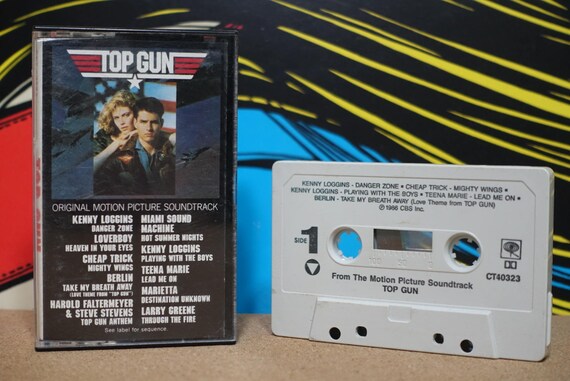 TOP GUN
ORIGINAL MOTION PICTURE SOUNDTRACK
KENNY LOGGINS
DANGER ZONE
LOVERBOY
HEAVEN IN YOUR EYES
CHEAP TRICK
MIGHTY WINGS
BERLIN
TAKE MY BREATH AWAY
(LOVE THEME FROM "TOP GUN")
HAROLD FALTERMEYER
& STEVE STEVENS
TOP GUN ANTHEM
MIAMI SOUND
MACHINE
HOT SUMMER NIGHTS
KENNY LOGGINS
PLAYING WITH THE BOYS
TEENA MARIE
LEAD ME ON
MARIETTA
DESTINATION UNKNOWN
LARRY GREENE
THROUGH THE FIRE
See label for sequence.
TOP GUN
KENNY LOGGINS - DANGER ZONE • CHEAP TRICK - MIGHTY WINGS •
KENNY LOGGINS - PLAYING WITH THE BOYS • TEENA MARIE - LEAD ME ON •
BERLIN - TAKE MY BREATH AWAY (Love Theme from TOP GUN)
℗ 1986 CBS Inc.
SIDE 1
CT40323
From The Motion Picture Soundtrack
TOP GUN